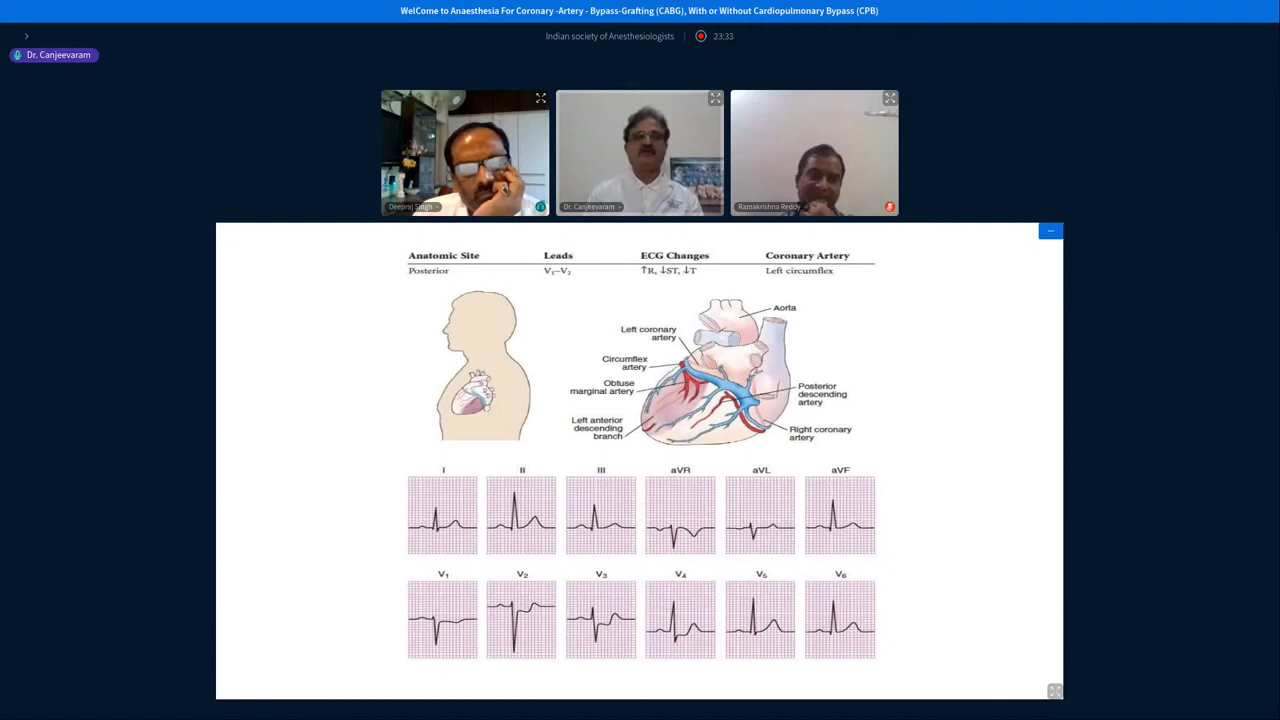 WelCome to Anaesthesia For Coronary -Artery - Bypass-Grafting (CABG), With or Without Cardiopulmonary Bypass (CPB)
Indian society of Anesthesiologists
23:33
Dr. Canjeevaram
Deepraj Singh
Dr. Canjeevaram
Ramakrishna Reddy
Anatomic Site Leads ECG Changes Coronary Artery
Posterior V₁–V₂ ↑R, ↓ST, ↓T Left circumflex
Aorta
Left coronary
artery
Circumflex
artery
Obtuse
marginal artery
Posterior
descending
artery
Left anterior
descending
branch
Right coronary
artery
I II III aVR aVL aVF
V₁ V₂ V₃ V₄ V₅ V₆